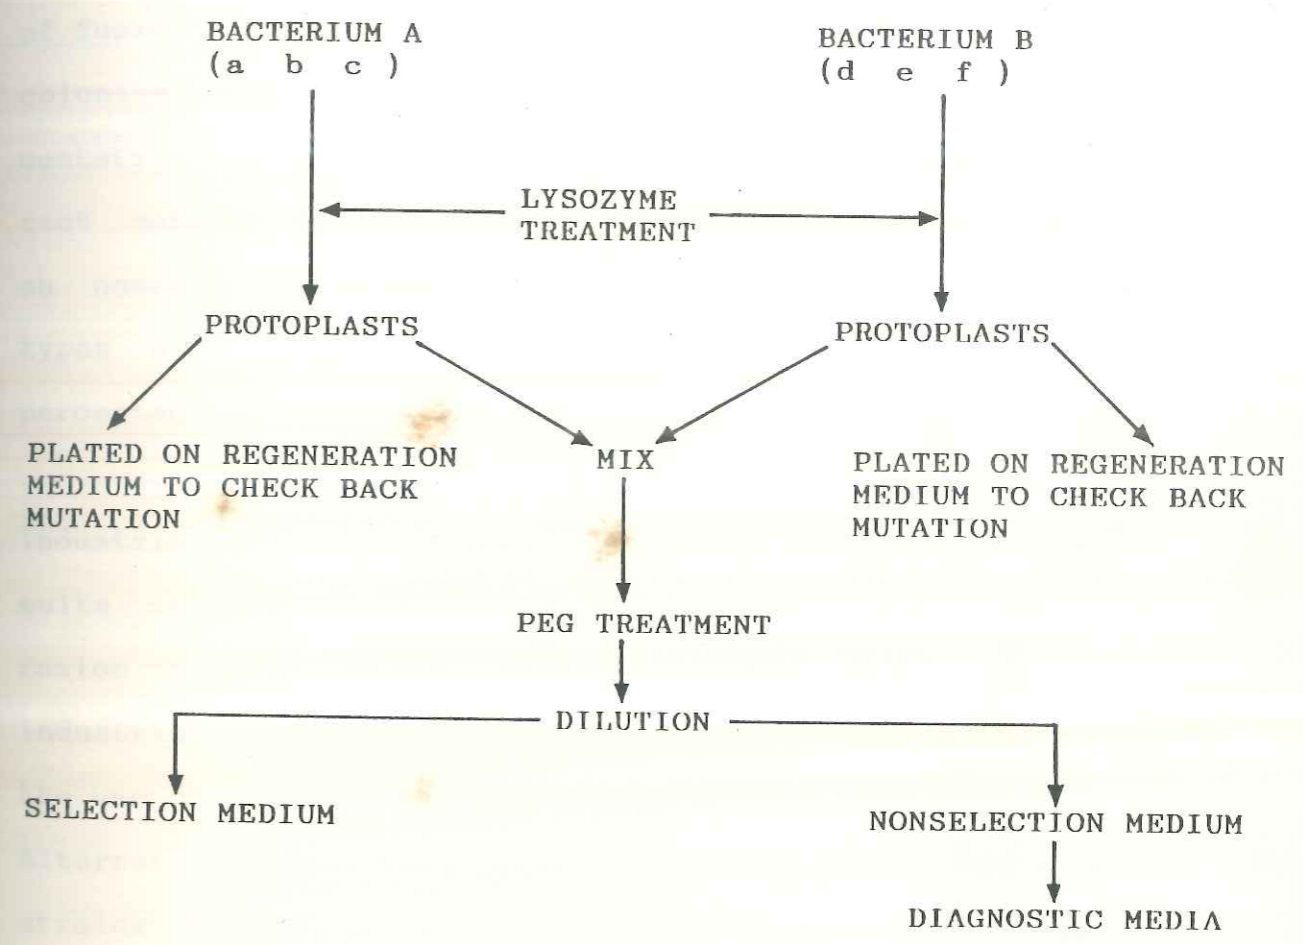 BACTERIUM A
(a b c )
BACTERIUM B
(d e f )
LYSOZYME
TREATMENT
PROTOPLASTS
PROTOPLASTS
PLATED ON REGENERATION
MEDIUM TO CHECK BACK
MUTATION
MIX
PLATED ON REGENERATION
MEDIUM TO CHECK BACK
MUTATION
PEG TREATMENT
DILUTION
SELECTION MEDIUM
NONSELECTION MEDIUM
DIAGNOSTIC MEDIA